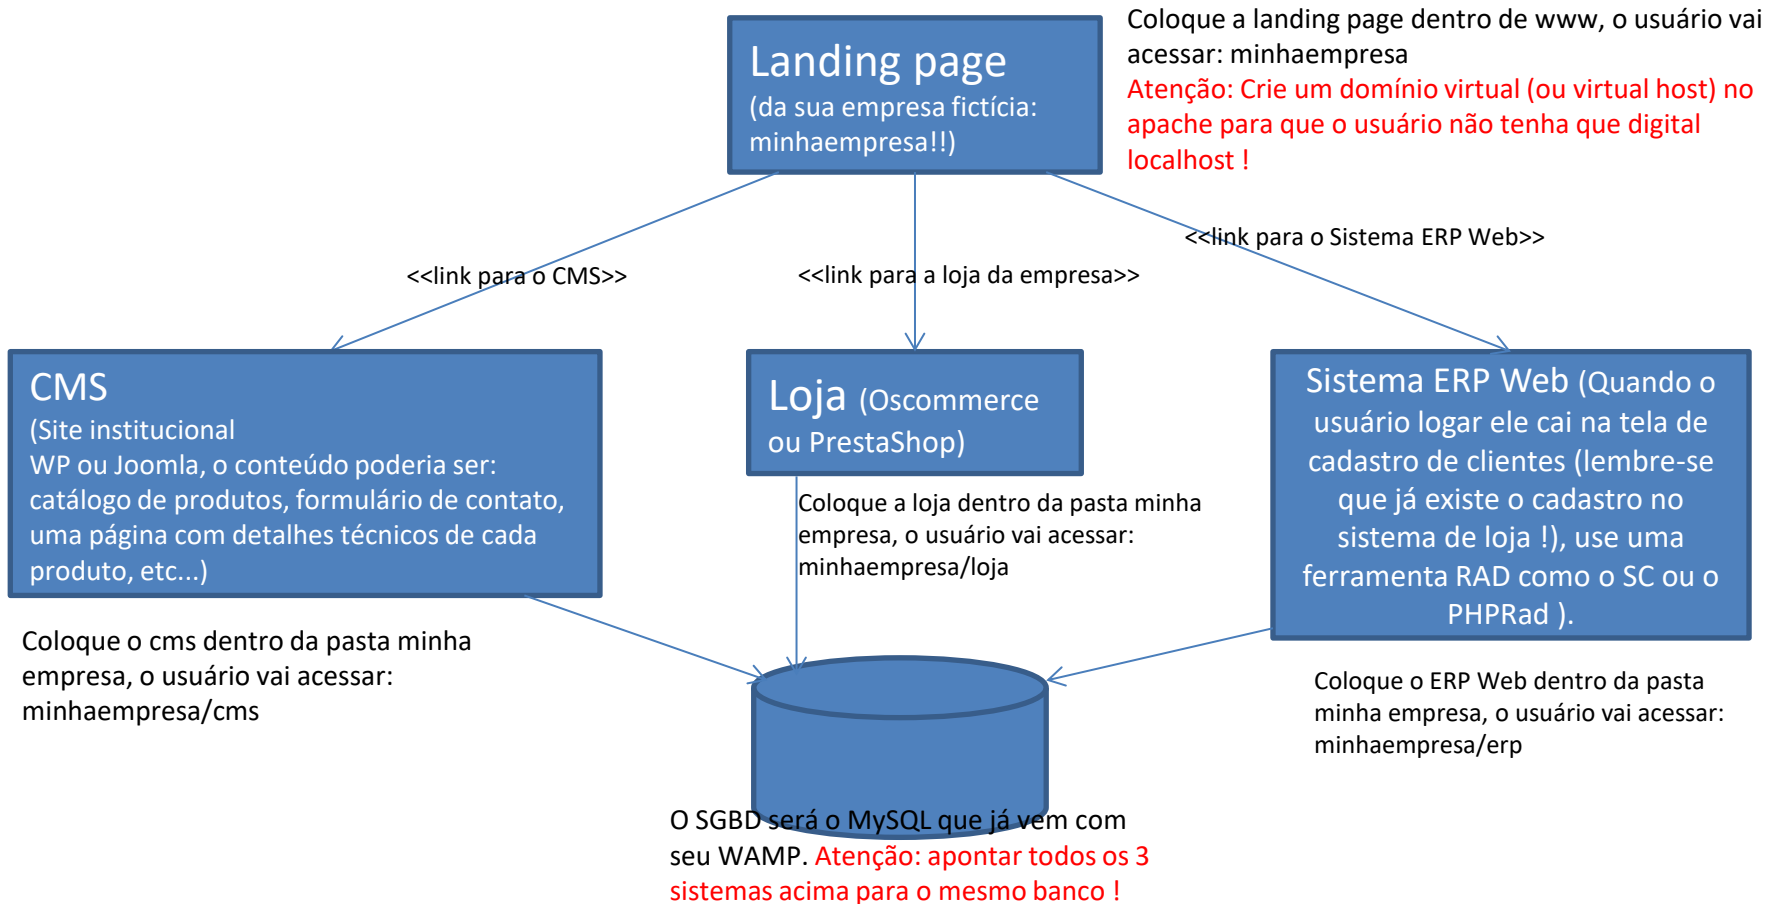 Coloque a landing page dentro de www, o usuário vai
acessar: minhaempresa
Atenção: Crie um domínio virtual (ou virtual host) no
apache para que o usuário não tenha que digital
localhost !
Landing page
(da sua empresa fictícia:
minhaempresa!!)
<<link para o Sistema ERP Web>>
<<link para o CMS>>
<<link para a loja da empresa>>
CMS
(Site institucional
WP ou Joomla, o conteúdo poderia ser:
catálogo de produtos, formulário de contato,
uma página com detalhes técnicos de cada
produto, etc...)
Loja (Oscommerce
ou PrestaShop)
Sistema ERP Web (Quando o
usuário logar ele cai na tela de
cadastro de clientes (lembre-se
que já existe o cadastro no
sistema de loja !), use uma
ferramenta RAD como o SC ou o
PHPRad ).
Coloque a loja dentro da pasta minha
empresa, o usuário vai acessar:
minhaempresa/loja
Coloque o cms dentro da pasta minha
empresa, o usuário vai acessar:
minhaempresa/cms
Coloque o ERP Web dentro da pasta
minha empresa, o usuário vai acessar:
minhaempresa/erp
O SGBD será o MySQL que já vem com
seu WAMP. Atenção: apontar todos os 3
sistemas acima para o mesmo banco !